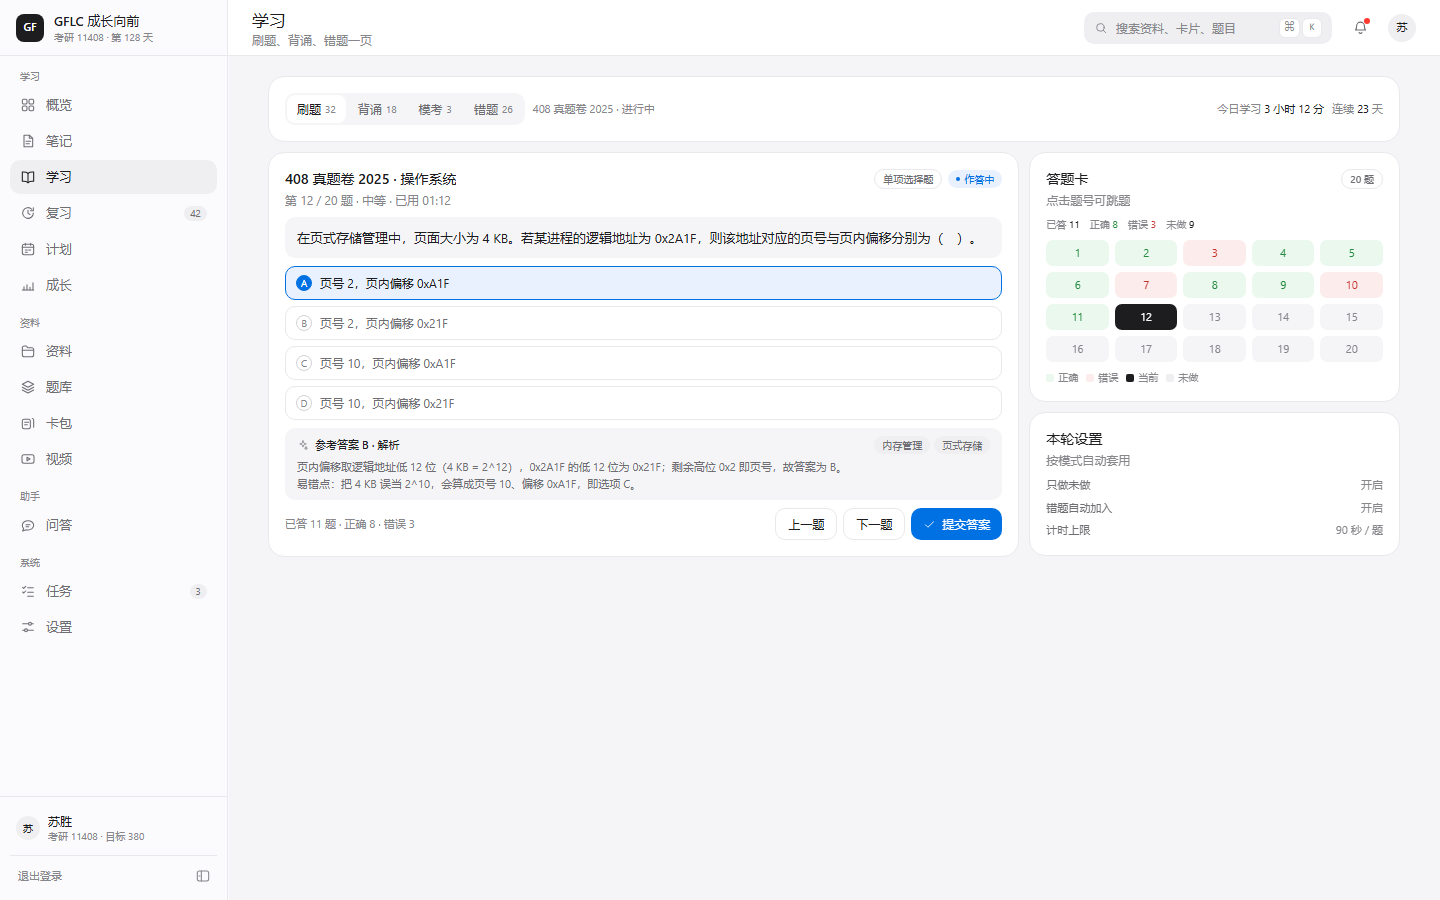 GF
GFLC 成长向前
考研 11408 · 第 128 天
学习
概览
笔记
学习
复习 42
计划
成长
资料
资料
题库
卡包
视频
助手
问答
系统
任务 3
设置
苏
苏胜
考研 11408 · 目标 380
退出登录
学习
刷题、背诵、错题一页
搜索资料、卡片、题目 ⌘ K
苏
刷题 32 背诵 18 模考 3 错题 26 408 真题卷 2025 · 进行中
今日学习 3 小时 12 分 连续 23 天
408 真题卷 2025 · 操作系统
单项选择题 作答中
第 12 / 20 题 · 中等 · 已用 01:12
在页式存储管理中，页面大小为 4 KB。若某进程的逻辑地址为 0x2A1F，则该地址对应的页号与页内偏移分别为（ ）。
A 页号 2，页内偏移 0xA1F
B 页号 2，页内偏移 0x21F
C 页号 10，页内偏移 0xA1F
D 页号 10，页内偏移 0x21F
参考答案 B · 解析
内存管理 页式存储
页内偏移取逻辑地址低 12 位（4 KB = 2^12），0x2A1F 的低 12 位为 0x21F；剩余高位 0x2 即页号，故答案为 B。
易错点：把 4 KB 误当 2^10，会算成页号 10、偏移 0xA1F，即选项 C。
已答 11 题 · 正确 8 · 错误 3
上一题 下一题 提交答案
答题卡 20 题
点击题号可跳题
已答 11 正确 8 错误 3 未做 9
1 2 3 4 5
6 7 8 9 10
11 12 13 14 15
16 17 18 19 20
正确 错误 当前 未做
本轮设置
按模式自动套用
只做未做 开启
错题自动加入 开启
计时上限 90 秒 / 题